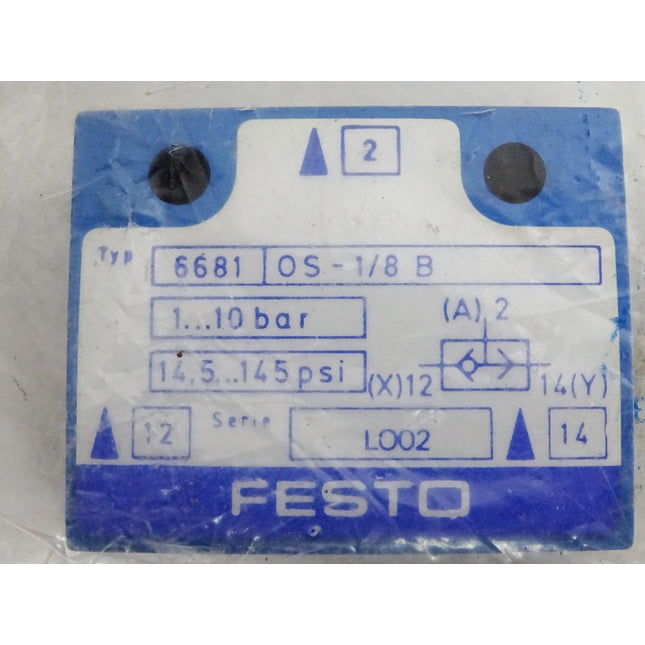 2
Typ 6681 OS-1/8 B
1...10 bar
(A) 2
14,5...145 psi
(X)12 14(Y)
12 Serie L002 14
FESTO